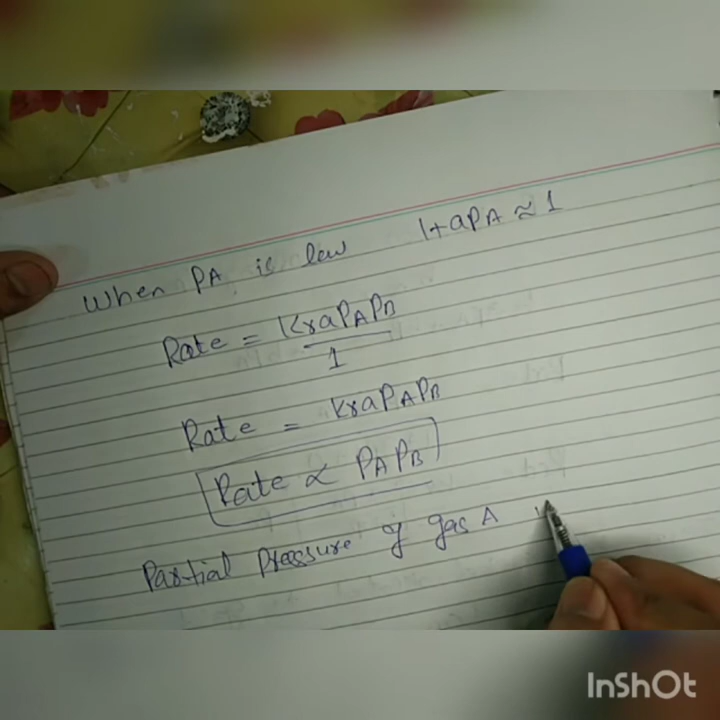 When PA is low 1+aPA ≈ 1
Rate = KraPAPB
1
Rate = KraPAPB
Rate ∝ PAPB
Partial pressure of gas A
InShOt